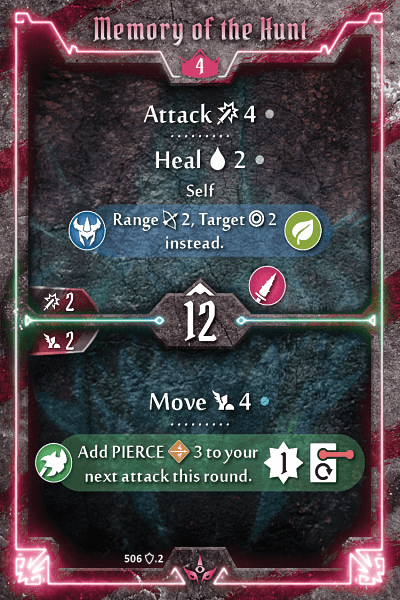 Memory of the Hunt
4
Attack 4
Heal 2
Self
Range 2, Target 2
instead.
2
12
2
Move 4
Add PIERCE 3 to your
next attack this round.
1
506 .2